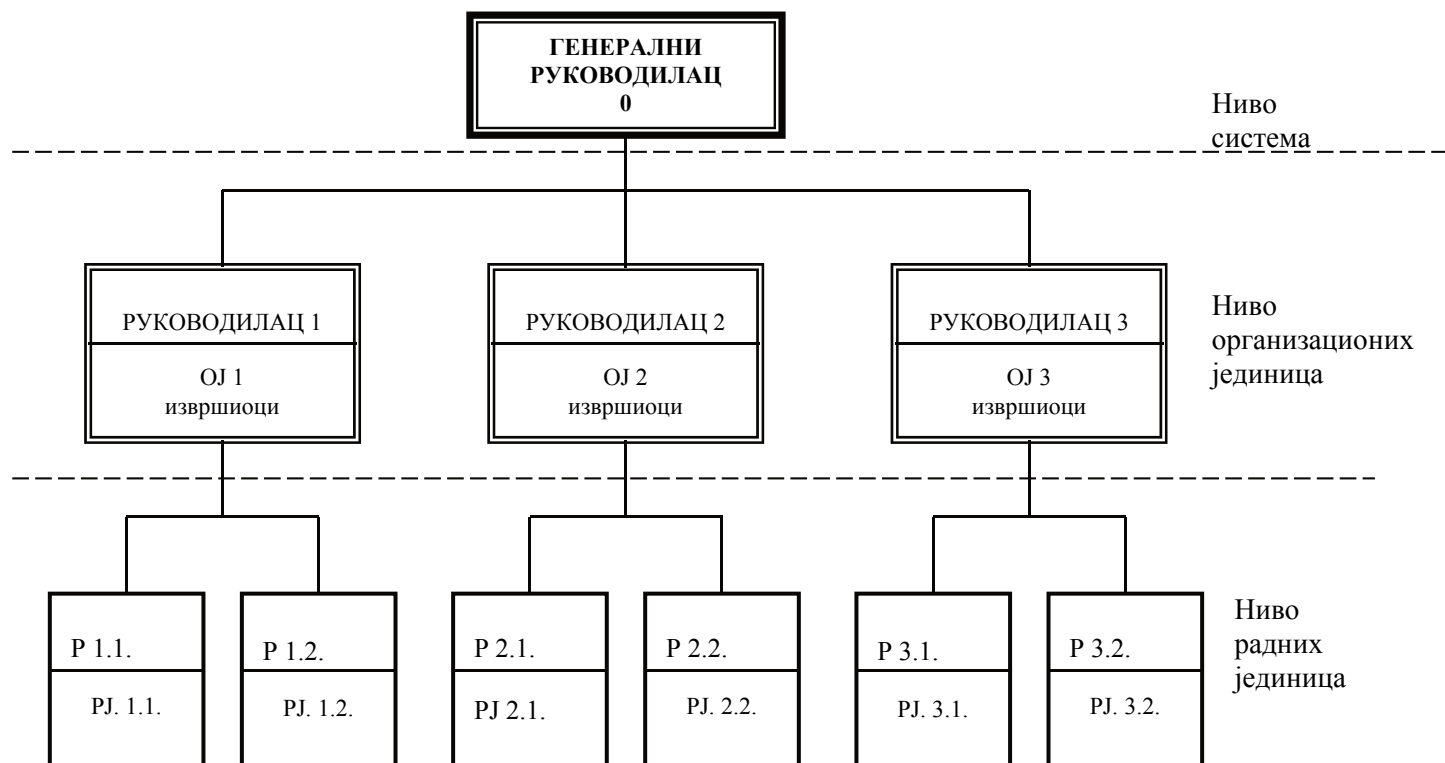 ГЕНЕРАЛНИ
РУКОВОДИЛАЦ
0
Ниво
система
РУКОВОДИЛАЦ 1
ОЈ 1
извршиоци
РУКОВОДИЛАЦ 2
ОЈ 2
извршиоци
РУКОВОДИЛАЦ 3
ОЈ 3
извршиоци
Ниво
организационих
јединица
Р 1.1.
РЈ. 1.1.
Р 1.2.
РЈ. 1.2.
Р 2.1.
РЈ 2.1.
Р 2.2.
РЈ. 2.2.
Р 3.1.
РЈ. 3.1.
Р 3.2.
РЈ. 3.2.
Ниво
радних
јединица